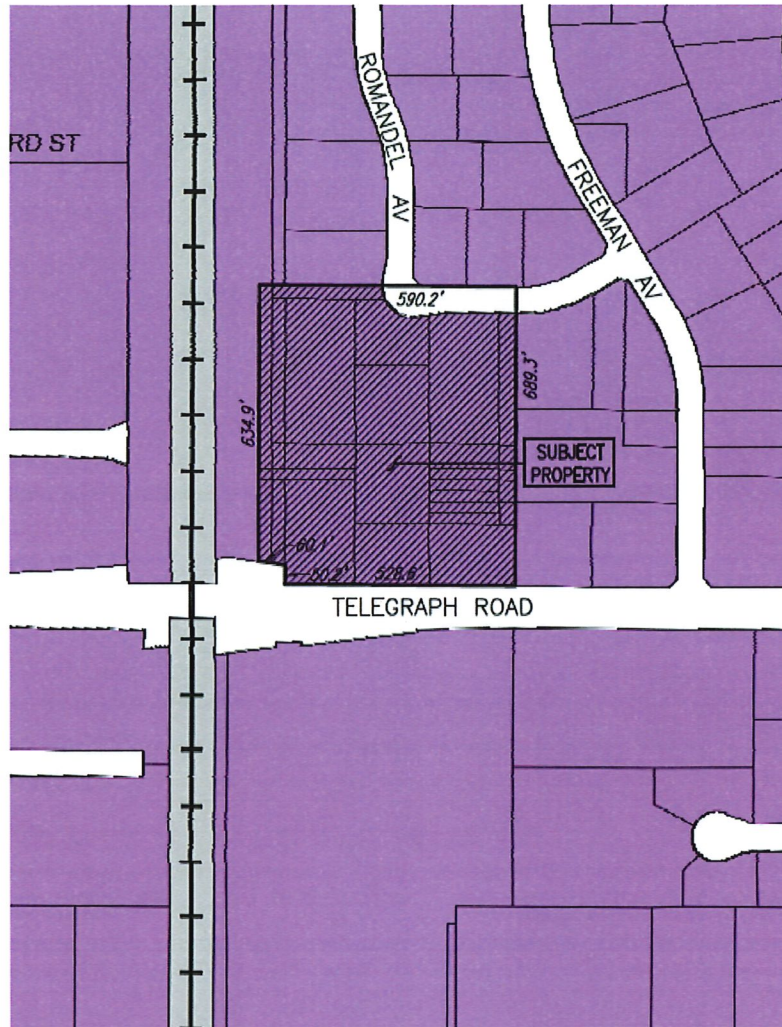 RD ST
ROMANDEL AV
FREEMAN AV
590.2'
634.9'
689.3'
SUBJECT
PROPERTY
60.1'
50.2'
528.6
TELEGRAPH ROAD